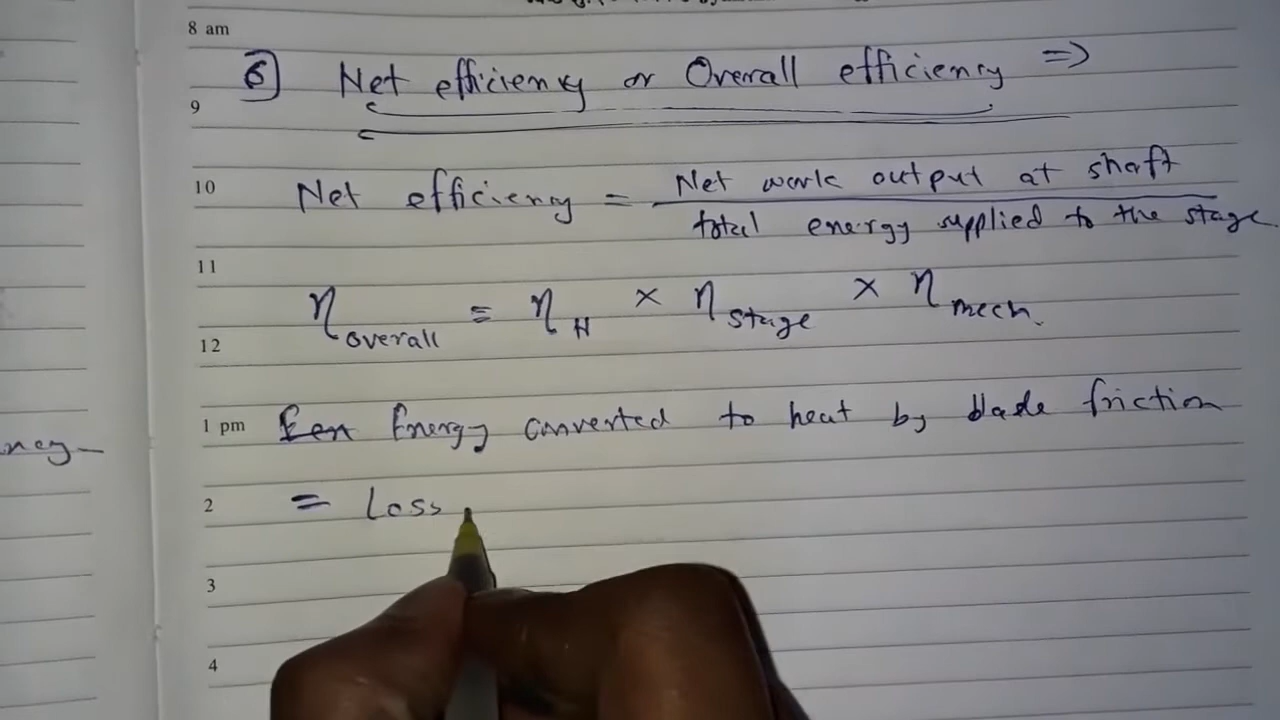 8 am
6 Net efficiency or Overall efficiency ⇒
9
10 Net efficiency = Net work output at shaft
total energy supplied to the stage
11
η overall = η H × η stage × η mech.
12
1 pm Energy converted to heat by blade friction
2 = Loss
3
4